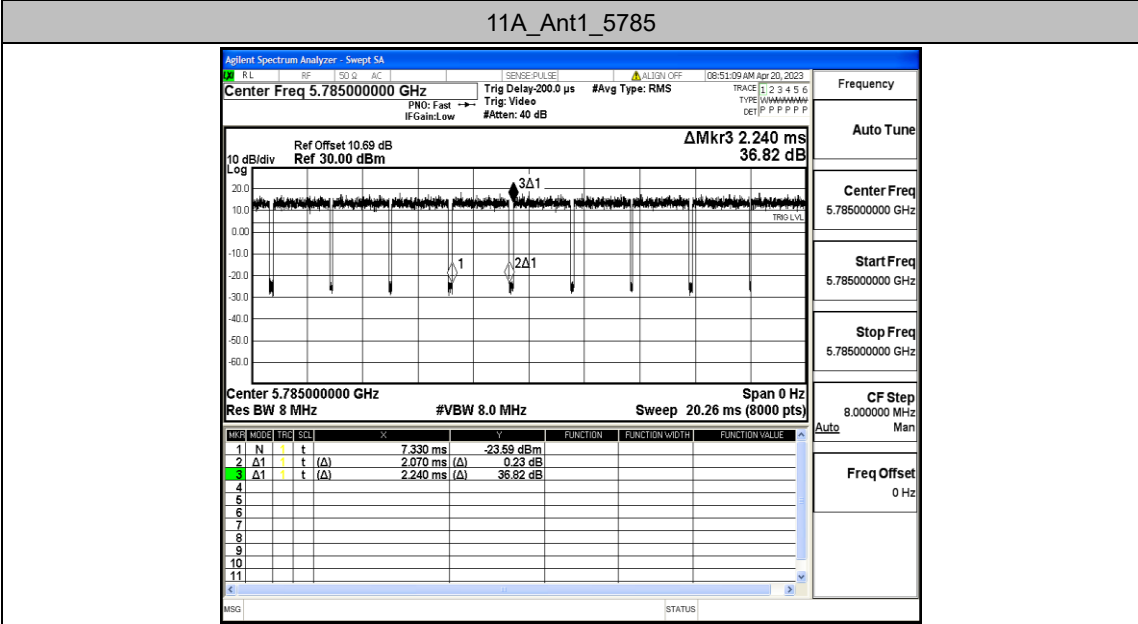 11A_Ant1_5785
Agilent Spectrum Analyzer - Swept SA
RL RF 50 Ω AC SENSE:PULSE ALIGN OFF 08:51:09 AM Apr 20, 2023
Center Freq 5.785000000 GHz
PNO: Fast
IFGain:Low
Trig Delay-200.0 µs
Trig: Video
#Atten: 40 dB
#Avg Type: RMS
TRACE 1 2 3 4 5 6
TYPE
DET P P P P P P
ΔMkr3 2.240 ms
36.82 dB
Ref Offset 10.69 dB
Ref 30.00 dBm
10 dB/div
Log
20.0
10.0
0.00
-10.0
-20.0
-30.0
-40.0
-50.0
-60.0
3Δ1
TRIG LVL
1
2Δ1
Center 5.785000000 GHz Span 0 Hz
Res BW 8 MHz #VBW 8.0 MHz Sweep 20.26 ms (8000 pts)
MKR MODE TRC SCL X Y FUNCTION FUNCTION WIDTH FUNCTION VALUE
1 N 1 t 7.330 ms -23.59 dBm
2 Δ1 1 t (Δ) 2.070 ms (Δ) 0.23 dB
3 Δ1 1 t (Δ) 2.240 ms (Δ) 36.82 dB
4
5
6
7
8
9
10
11
MSG STATUS
Frequency
Auto Tune
Center Freq
5.785000000 GHz
Start Freq
5.785000000 GHz
Stop Freq
5.785000000 GHz
CF Step
8.000000 MHz
Auto Man
Freq Offset
0 Hz